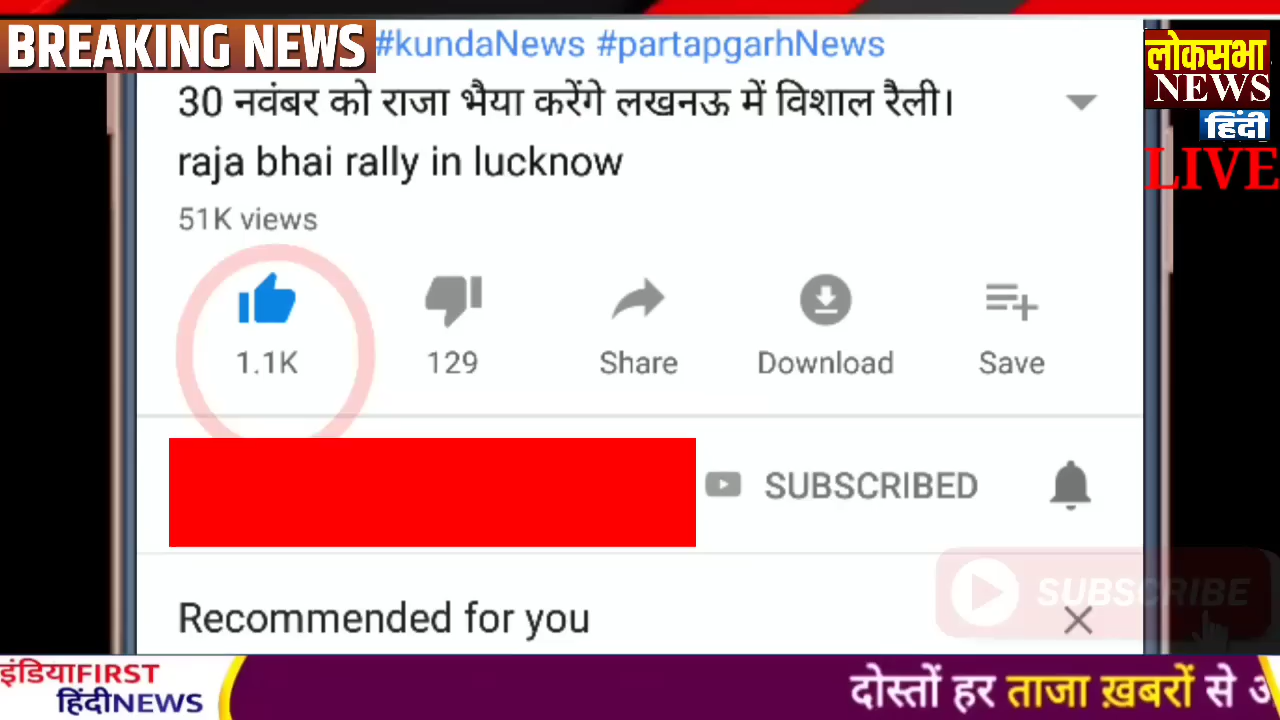 BREAKING NEWS
#kundaNews #partapgarhNews
लोकसभा
NEWS
हिंदी
LIVE
30 नवंबर को राजा भैया करेंगे लखनऊ में विशाल रैली।
raja bhai rally in lucknow
51K views
1.1K
129
Share
Download
Save
SUBSCRIBED
SUBSCRIBE
Recommended for you
इंडियाFIRST
हिंदीNEWS
दोस्तों हर ताजा ख़बरों से